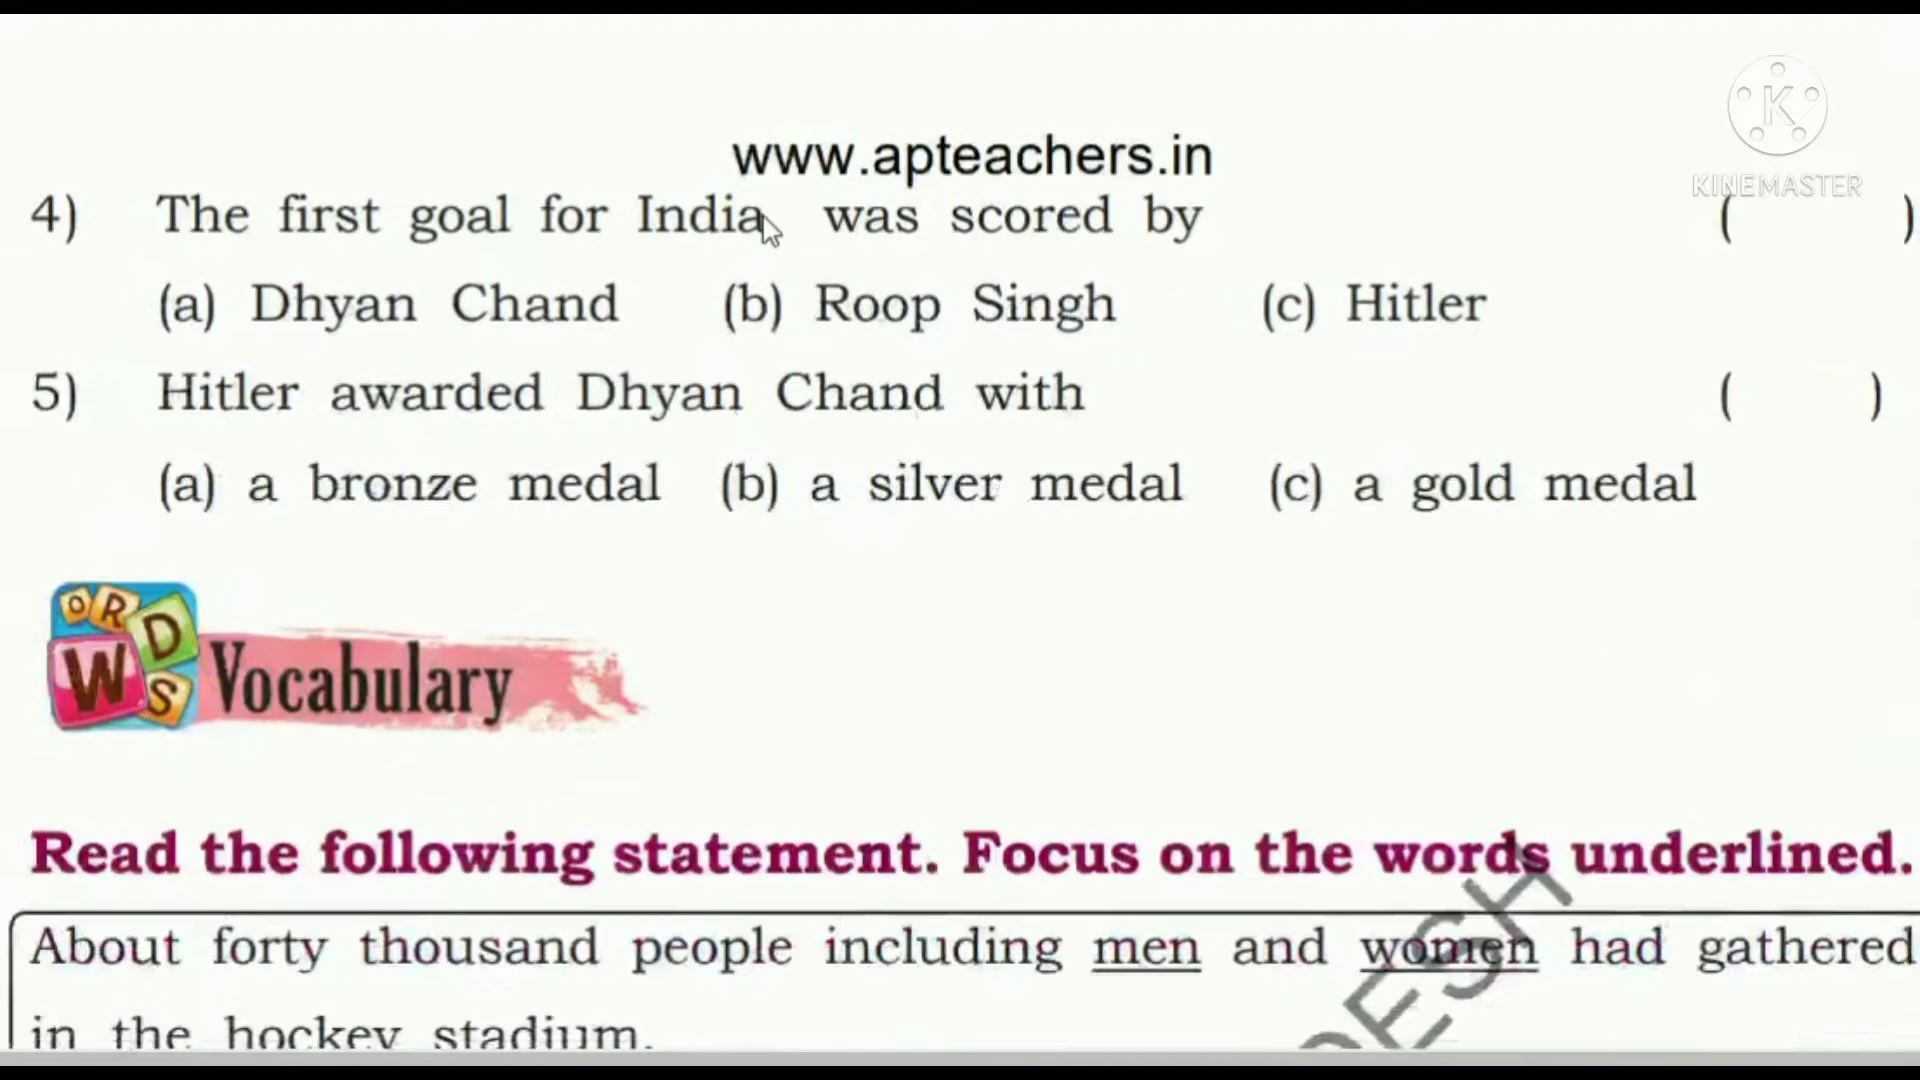 K
KINEMASTER
www.apteachers.in
4) The first goal for India was scored by ( )
(a) Dhyan Chand (b) Roop Singh (c) Hitler
5) Hitler awarded Dhyan Chand with ( )
(a) a bronze medal (b) a silver medal (c) a gold medal
WORDS Vocabulary
Read the following statement. Focus on the words underlined.
About forty thousand people including men and women had gathered
in the hockey stadium.
DESH